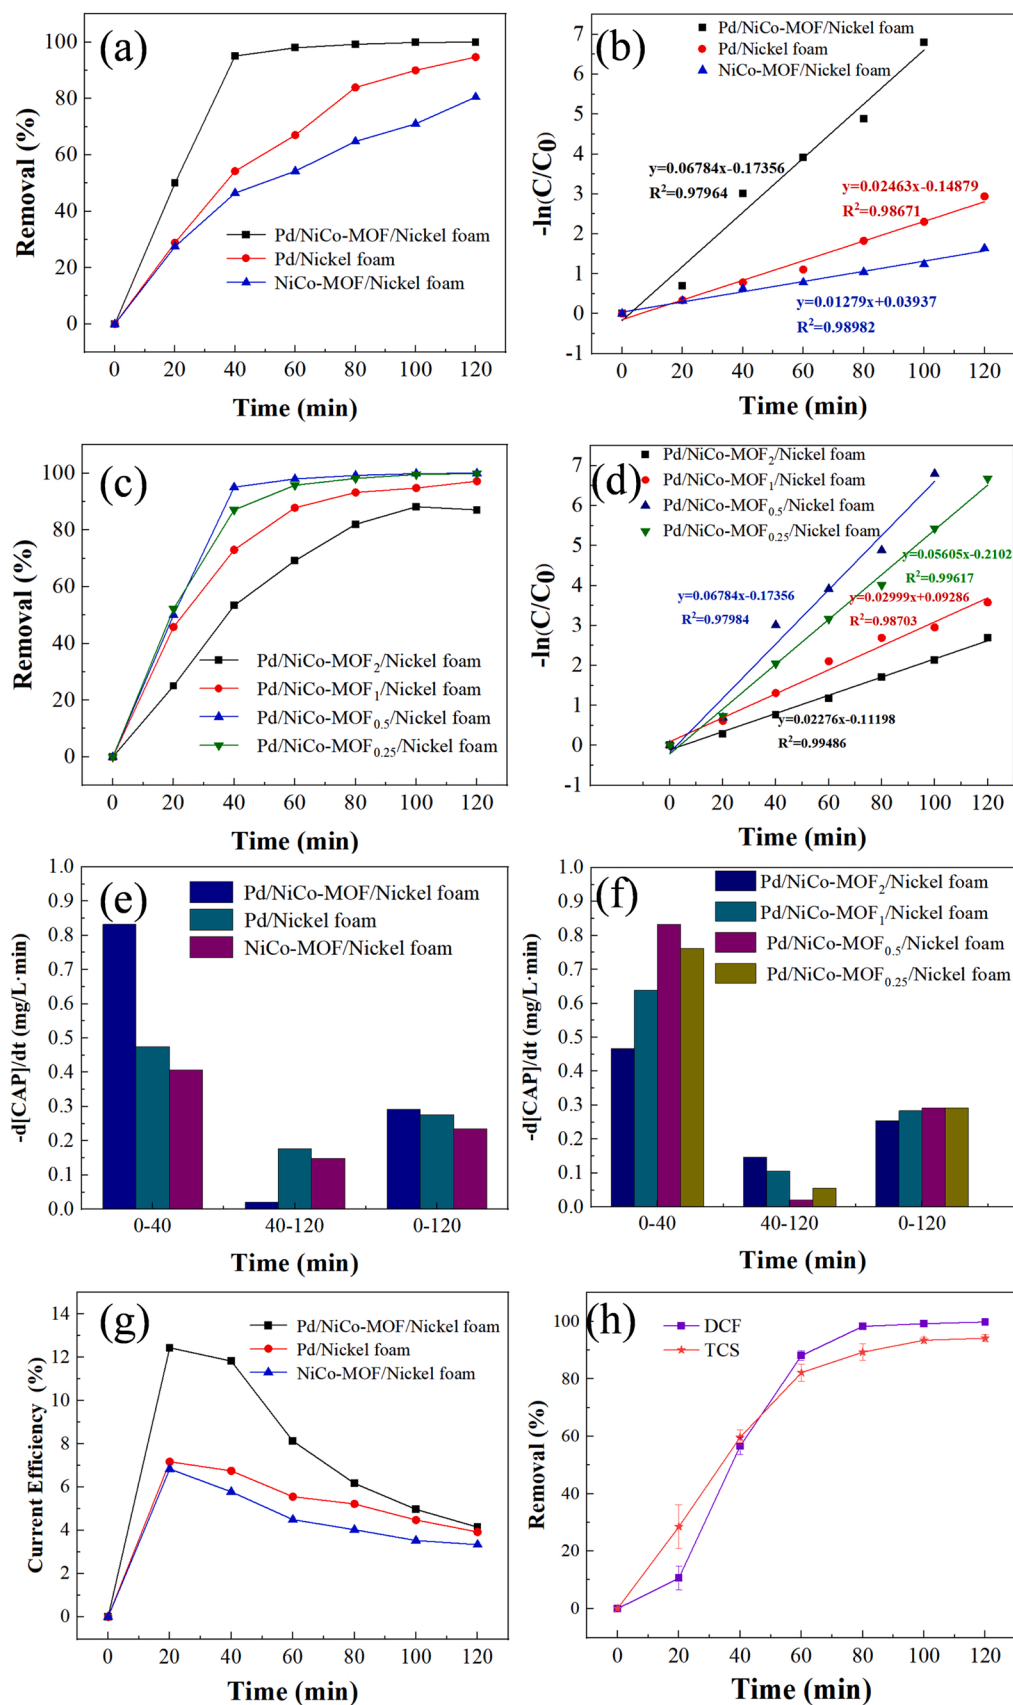 (a)
Removal (%)
100
80
60
40
20
0
Pd/NiCo-MOF/Nickel foam
Pd/Nickel foam
NiCo-MOF/Nickel foam
0 20 40 60 80 100 120
Time (min)
(b)
-ln(C/C0)
7
6
5
4
3
2
1
0
-1
Pd/NiCo-MOF/Nickel foam
Pd/Nickel foam
NiCo-MOF/Nickel foam
y=0.06784x-0.17356
R²=0.97964
y=0.02463x-0.14879
R²=0.98671
y=0.01279x+0.03937
R²=0.98982
0 20 40 60 80 100 120
Time (min)
(c)
Removal (%)
100
80
60
40
20
0
Pd/NiCo-MOF₂/Nickel foam
Pd/NiCo-MOF₁/Nickel foam
Pd/NiCo-MOF₀.₅/Nickel foam
Pd/NiCo-MOF₀.₂₅/Nickel foam
0 20 40 60 80 100 120
Time (min)
(d)
-ln(C/C0)
7
6
5
4
3
2
1
0
-1
Pd/NiCo-MOF₂/Nickel foam
Pd/NiCo-MOF₁/Nickel foam
Pd/NiCo-MOF₀.₅/Nickel foam
Pd/NiCo-MOF₀.₂₅/Nickel foam
y=0.05605x-0.2102
R²=0.99617
y=0.06784x-0.17356
R²=0.97984
y=0.02999x+0.09286
R²=0.98703
y=0.02276x-0.11198
R²=0.99486
0 20 40 60 80 100 120
Time (min)
(e)
-d[CAP]/dt (mg/L·min)
1.0
0.9
0.8
0.7
0.6
0.5
0.4
0.3
0.2
0.1
0.0
Pd/NiCo-MOF/Nickel foam
Pd/Nickel foam
NiCo-MOF/Nickel foam
0-40 40-120 0-120
Time (min)
(f)
-d[CAP]/dt (mg/L·min)
1.0
0.9
0.8
0.7
0.6
0.5
0.4
0.3
0.2
0.1
0.0
Pd/NiCo-MOF₂/Nickel foam
Pd/NiCo-MOF₁/Nickel foam
Pd/NiCo-MOF₀.₅/Nickel foam
Pd/NiCo-MOF₀.₂₅/Nickel foam
0-40 40-120 0-120
Time (min)
(g)
Current Efficiency (%)
14
12
10
8
6
4
2
0
Pd/NiCo-MOF/Nickel foam
Pd/Nickel foam
NiCo-MOF/Nickel foam
0 20 40 60 80 100 120
Time (min)
(h)
Removal (%)
100
80
60
40
20
0
DCF
TCS
0 20 40 60 80 100 120
Time (min)